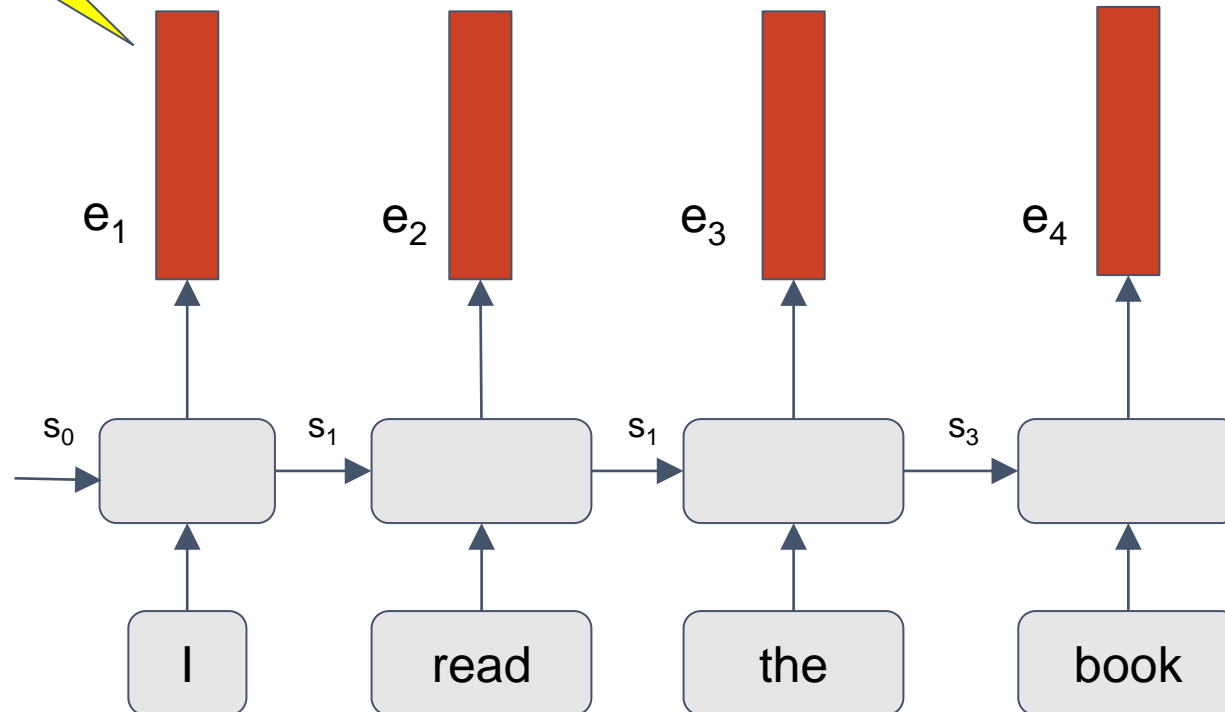 e₁ e₂ e₃ e₄
s₀ s₁ s₁ s₃
I read the book